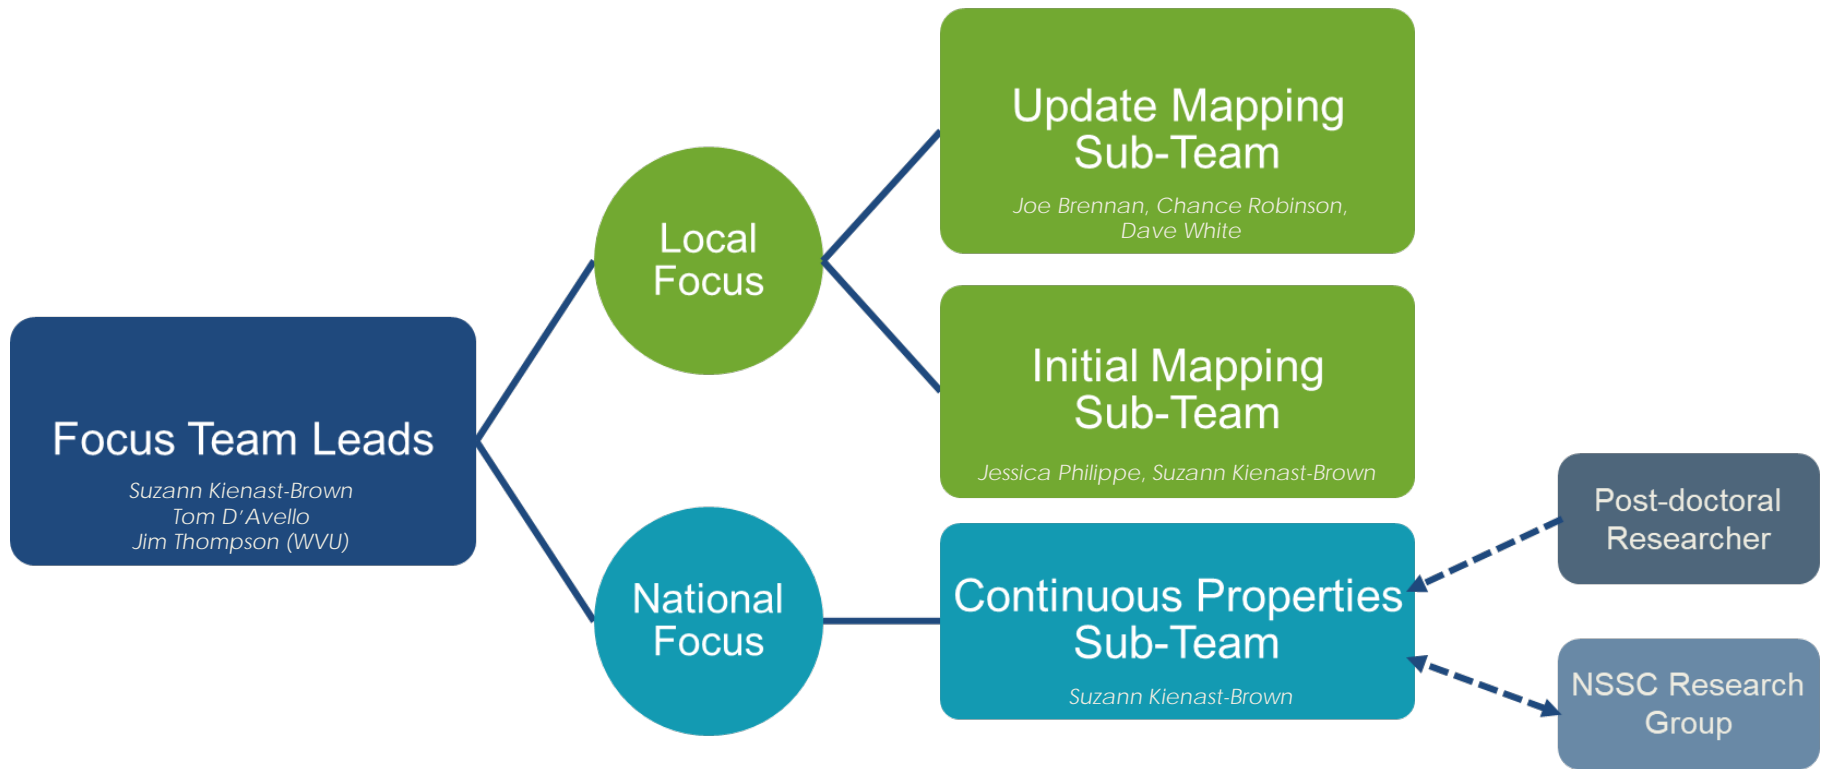 Focus Team Leads
Suzann Kienast-Brown
Tom D’Avello
Jim Thompson (WVU)
Local
Focus
National
Focus
Update Mapping
Sub-Team
Joe Brennan, Chance Robinson,
Dave White
Initial Mapping
Sub-Team
Jessica Philippe, Suzann Kienast-Brown
Continuous Properties
Sub-Team
Suzann Kienast-Brown
Post-doctoral
Researcher
NSSC Research
Group